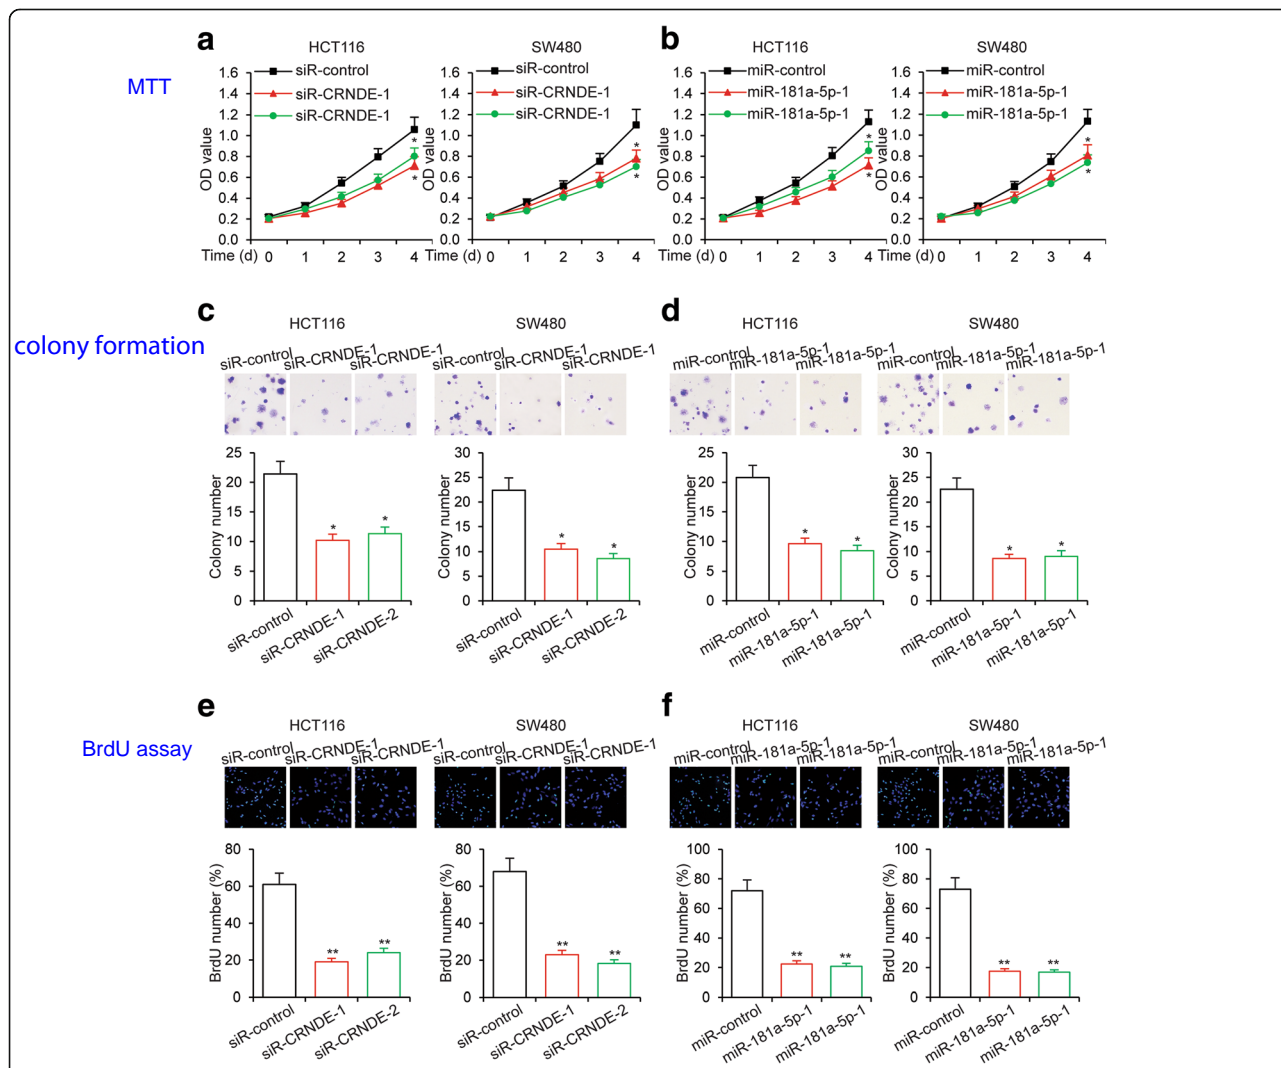 a
HCT116
SW480
b
HCT116
SW480
MTT
OD value
1.6
1.4
1.2
1.0
0.8
0.6
0.4
0.2
0.0
siR-control
siR-CRNDE-1
siR-CRNDE-1
*
*
Time (d) 0 1 2 3 4
OD value
1.6
1.4
1.2
1.0
0.8
0.6
0.4
0.2
0.0
siR-control
siR-CRNDE-1
siR-CRNDE-1
*
*
Time (d) 0 1 2 3 4
OD value
1.6
1.4
1.2
1.0
0.8
0.6
0.4
0.2
0.0
miR-control
miR-181a-5p-1
miR-181a-5p-1
*
*
Time (d) 0 1 2 3 4
OD value
1.6
1.4
1.2
1.0
0.8
0.6
0.4
0.2
0.0
miR-control
miR-181a-5p-1
miR-181a-5p-1
*
*
Time (d) 0 1 2 3 4
c
HCT116
SW480
d
HCT116
SW480
colony formation
siR-control siR-CRNDE-1 siR-CRNDE-1
siR-control siR-CRNDE-1 siR-CRNDE-1
miR-control miR-181a-5p-1 miR-181a-5p-1
miR-control miR-181a-5p-1 miR-181a-5p-1
Colony number
25
20
15
10
5
0
* *
siR-control siR-CRNDE-1 siR-CRNDE-2
Colony number
30
25
20
15
10
5
0
* *
siR-control siR-CRNDE-1 siR-CRNDE-2
Colony number
25
20
15
10
5
0
* *
miR-control miR-181a-5p-1 miR-181a-5p-1
Colony number
30
25
20
15
10
5
0
* *
miR-control miR-181a-5p-1 miR-181a-5p-1
e
HCT116
SW480
f
HCT116
SW480
BrdU assay
siR-control siR-CRNDE-1 siR-CRNDE-1
siR-control siR-CRNDE-1 siR-CRNDE-1
miR-control miR-181a-5p-1 miR-181a-5p-1
miR-control miR-181a-5p-1 miR-181a-5p-1
BrdU number (%)
80
60
40
20
0
** **
siR-control siR-CRNDE-1 siR-CRNDE-2
BrdU number (%)
80
60
40
20
0
** **
siR-control siR-CRNDE-1 siR-CRNDE-2
BrdU number (%)
100
80
60
40
20
0
** **
miR-control miR-181a-5p-1 miR-181a-5p-1
BrdU number (%)
100
80
60
40
20
0
** **
miR-control miR-181a-5p-1 miR-181a-5p-1